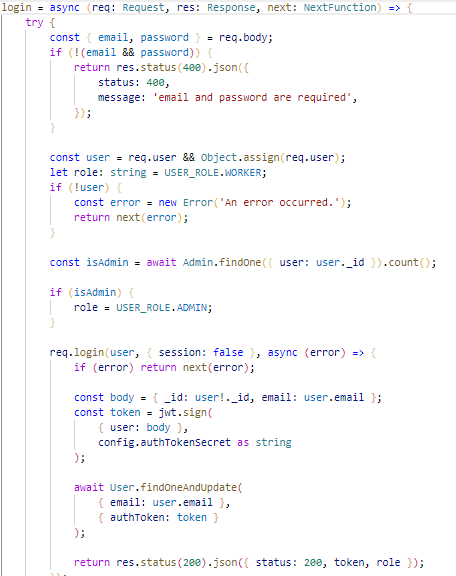 login = async (req: Request, res: Response, next: NextFunction) => {
try {
const { email, password } = req.body;
if (!(email && password)) {
return res.status(400).json({
status: 400,
message: 'email and password are required',
});
}
const user = req.user && Object.assign(req.user);
let role: string = USER_ROLE.WORKER;
if (!user) {
const error = new Error('An error occurred.');
return next(error);
}
const isAdmin = await Admin.findOne({ user: user._id }).count();
if (isAdmin) {
role = USER_ROLE.ADMIN;
}
req.login(user, { session: false }, async (error) => {
if (error) return next(error);
const body = { _id: user!._id, email: user.email };
const token = jwt.sign(
{ user: body },
config.authTokenSecret as string
);
await User.findOneAndUpdate(
{ email: user.email },
{ authToken: token }
);
return res.status(200).json({ status: 200, token, role });
});